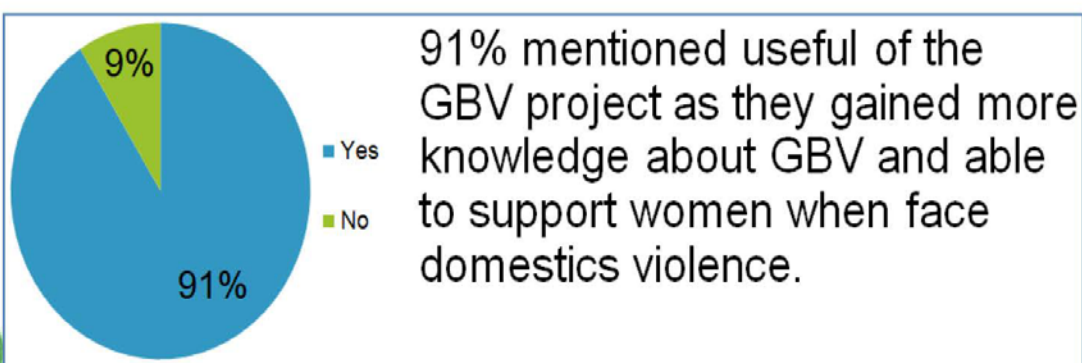 9%
91%
Yes
No
91% mentioned useful of the
GBV project as they gained more
knowledge about GBV and able
to support women when face
domestics violence.